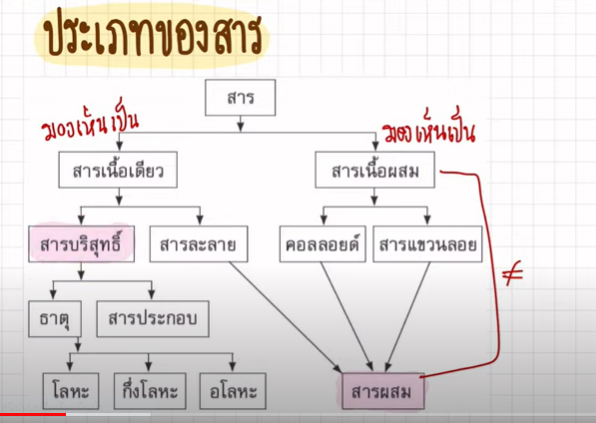 ประเภทของสาร
สาร
มองเห็นเป็น มองเห็นเป็น
สารเนื้อเดียว สารเนื้อผสม
สารบริสุทธิ์ สารละลาย คอลลอยด์ สารแขวนลอย
≠
ธาตุ สารประกอบ
โลหะ กึ่งโลหะ อโลหะ สารผสม